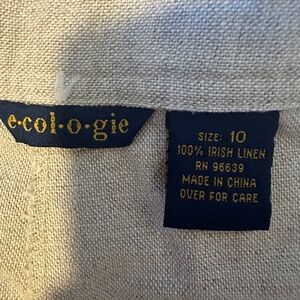 e·col·o·gie
SIZE: 10
100% IRISH LINEN
RN 96639
MADE IN CHINA
OVER FOR CARE